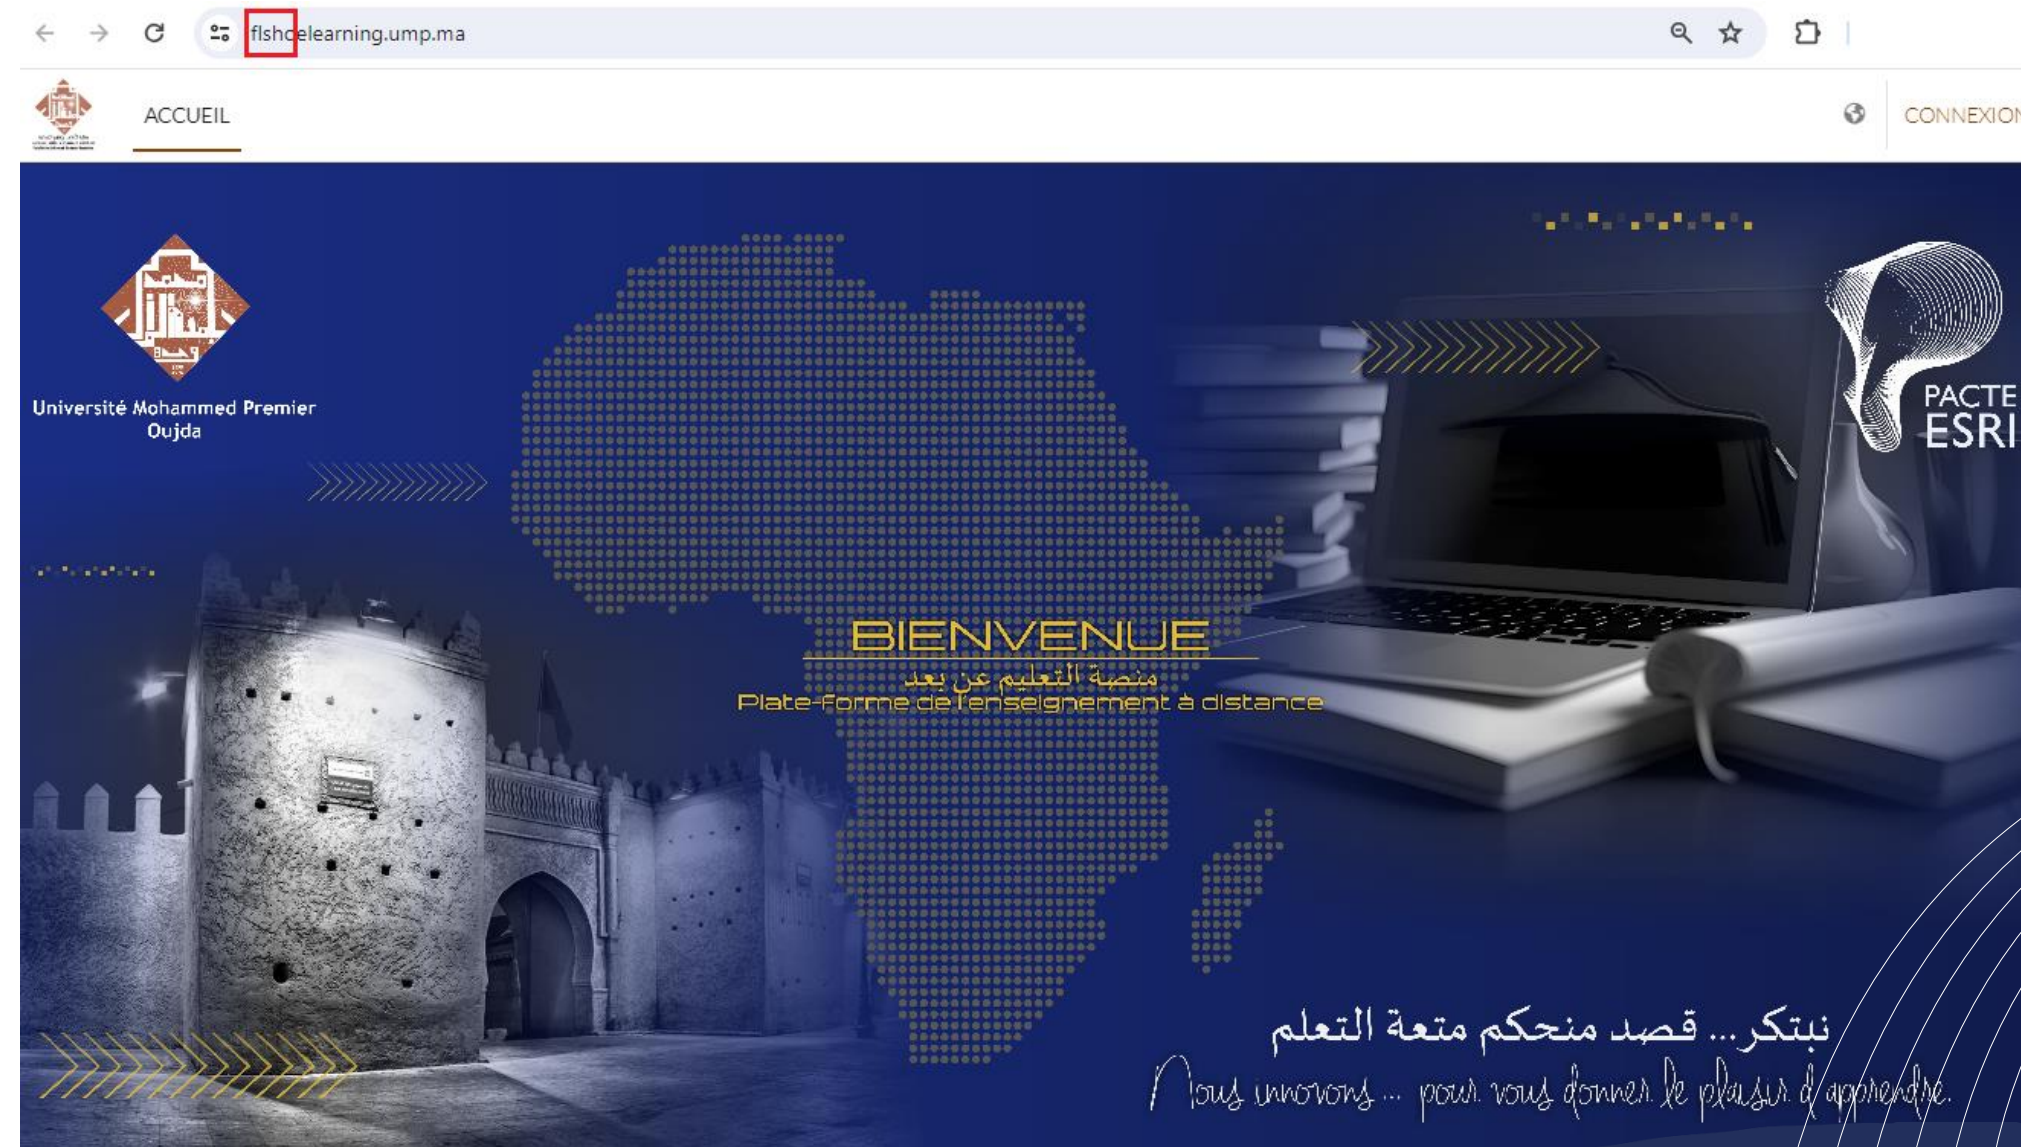 flshoelearning.ump.ma
ACCUEIL
CONNEXION
Université Mohammed Premier
Oujda
PACTE
ESRI
BIENVENUE
منصة التعليم عن بعد
Plate-forme de l'enseignement à distance
نبتكر... قصد منحكم متعة التعلم
Nous innovons ... pour vous donner le plaisir d'apprendre.